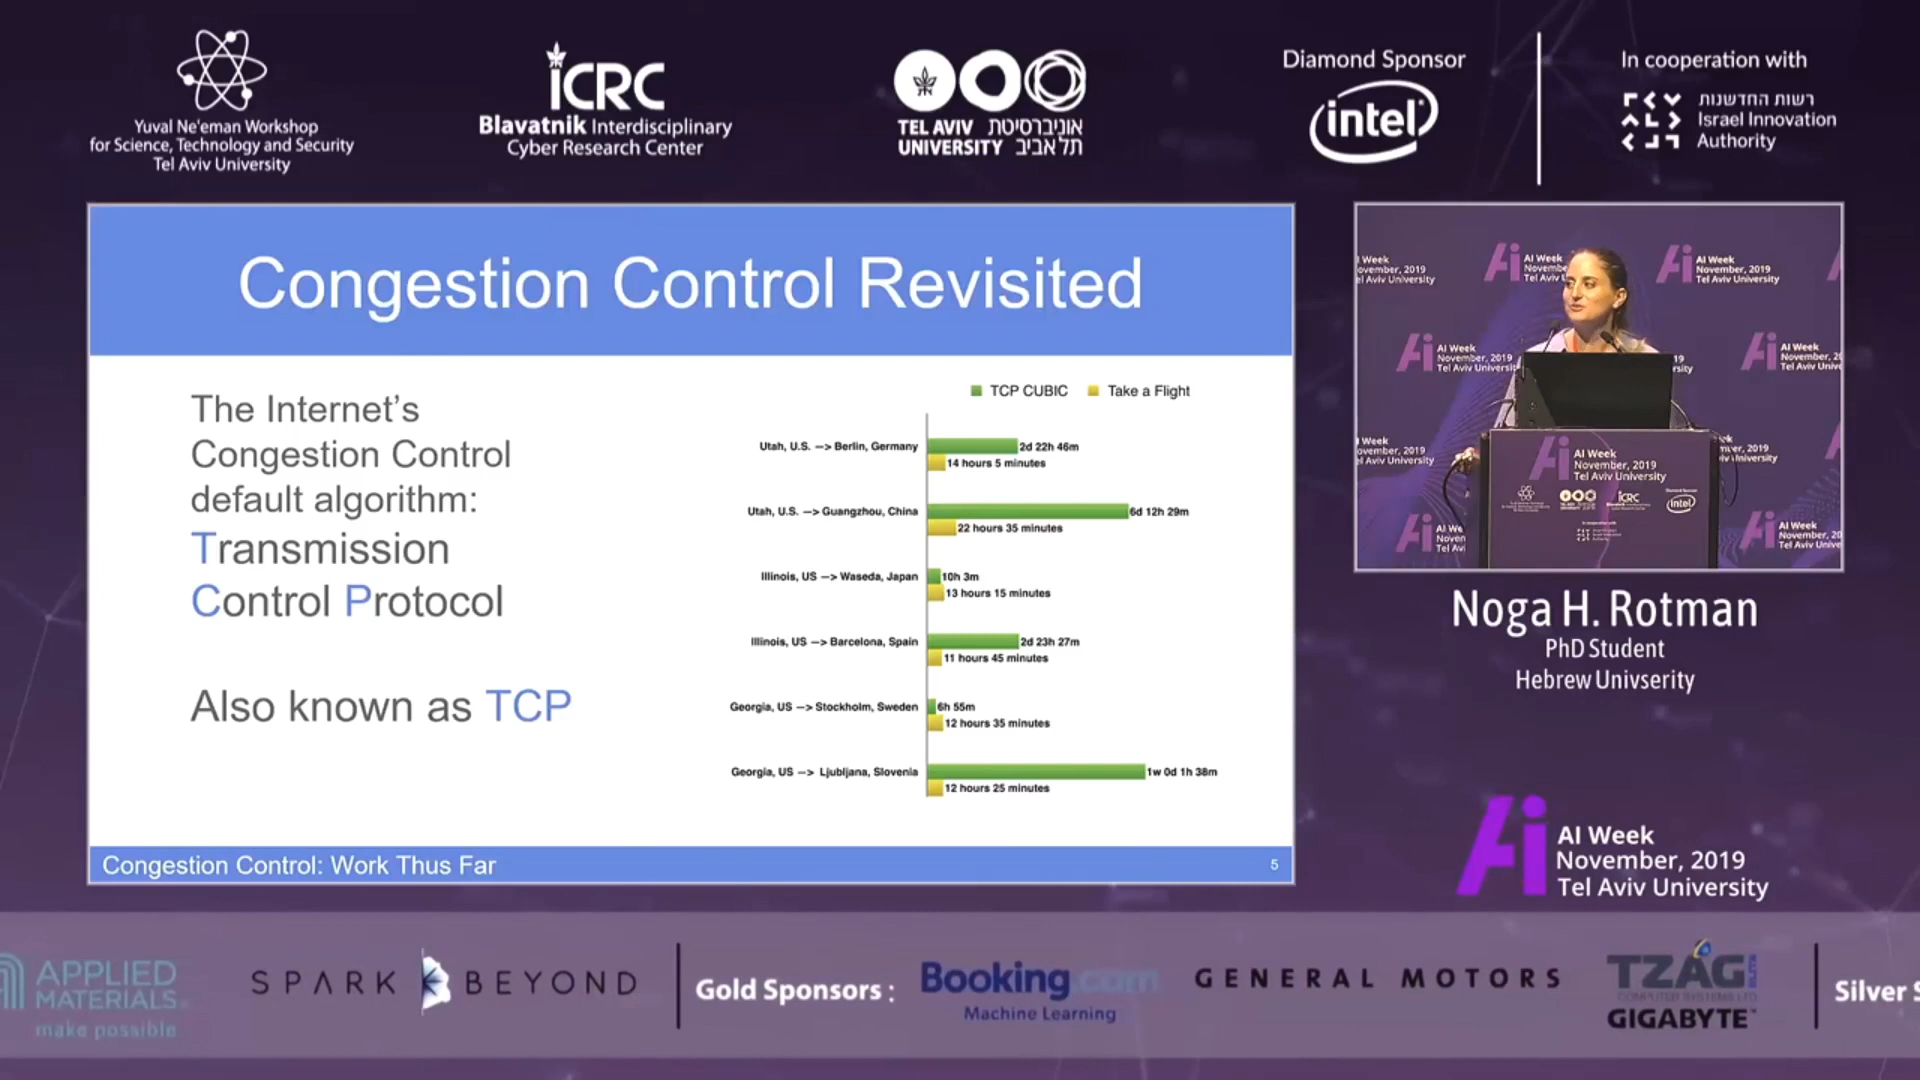 Yuval Ne'eman Workshop
for Science, Technology and Security
Tel Aviv University
iCRC
Blavatnik Interdisciplinary
Cyber Research Center
TEL AVIV אוניברסיטת
UNIVERSITY תל אביב
Diamond Sponsor
intel
In cooperation with
רשות החדשנות
Israel Innovation
Authority
Congestion Control Revisited
The Internet's
Congestion Control
default algorithm:
Transmission
Control Protocol
Also known as TCP
TCP CUBIC Take a Flight
Utah, U.S. —> Berlin, Germany 2d 22h 46m
14 hours 5 minutes
Utah, U.S. —> Guangzhou, China 6d 12h 29m
22 hours 35 minutes
Illinois, US —> Waseda, Japan 10h 3m
13 hours 15 minutes
Illinois, US —> Barcelona, Spain 2d 23h 27m
11 hours 45 minutes
Georgia, US —> Stockholm, Sweden 6h 55m
12 hours 35 minutes
Georgia, US —> Ljubljana, Slovenia 1w 0d 1h 38m
12 hours 25 minutes
Congestion Control: Work Thus Far 5
AI Week
November, 2019
Tel Aviv University
Noga H. Rotman
PhD Student
Hebrew Univserity
Ai AI Week
November, 2019
Tel Aviv University
APPLIED
MATERIALS
make possible
SPARK BEYOND
Gold Sponsors :
Booking.com
Machine Learning
GENERAL MOTORS
TZAG
COMPUTER SYSTEMS LTD
GIGABYTE
Silver S